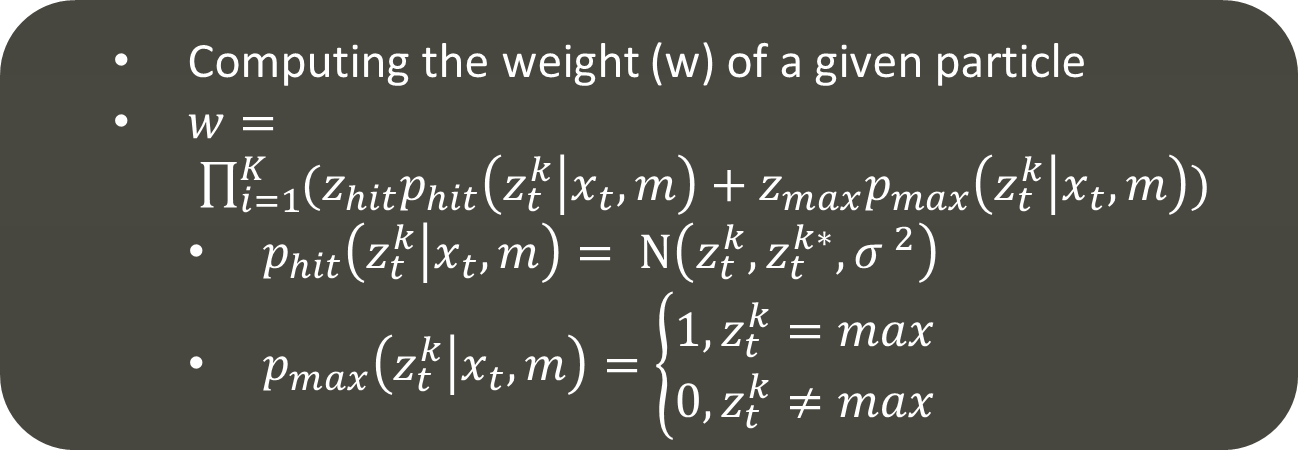 • Computing the weight (w) of a given particle
• w =
∏_{i=1}^{K}(z_{hit}p_{hit}(z_t^k|x_t, m) + z_{max}p_{max}(z_t^k|x_t, m))
• p_{hit}(z_t^k|x_t, m) = N(z_t^k, z_t^{k*}, σ^2)
• p_{max}(z_t^k|x_t, m) = {1, z_t^k = max
0, z_t^k ≠ max